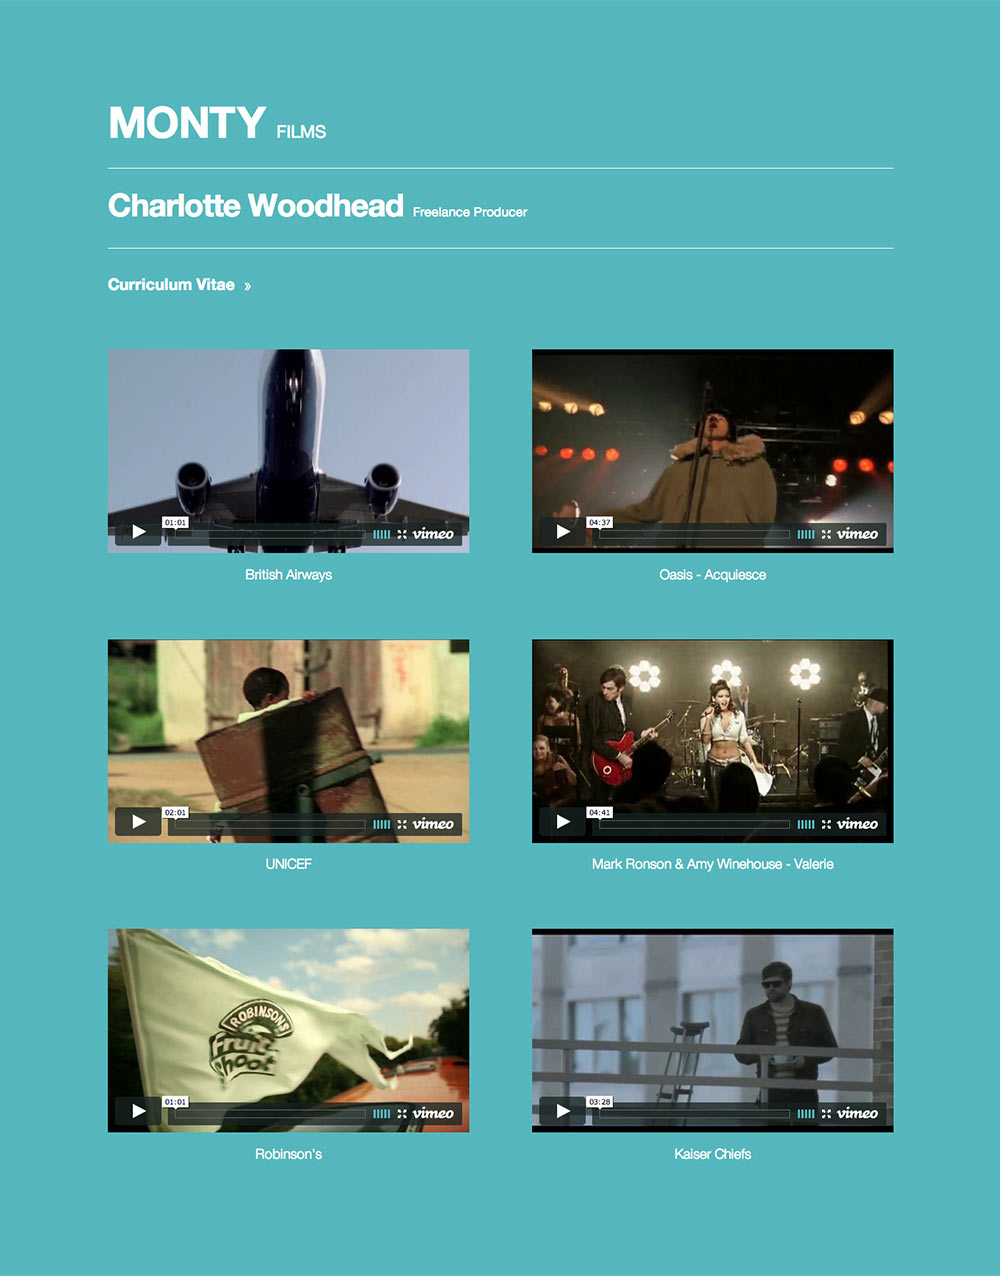 MONTY FILMS
Charlotte Woodhead Freelance Producer
Curriculum Vitae »
01:01
vimeo
British Airways
04:37
vimeo
Oasis - Acquiesce
02:01
vimeo
UNICEF
04:41
vimeo
Mark Ronson & Amy Winehouse - Valerie
ROBINSONS
Fruit
Shoot
01:01
vimeo
Robinson's
03:28
vimeo
Kaiser Chiefs